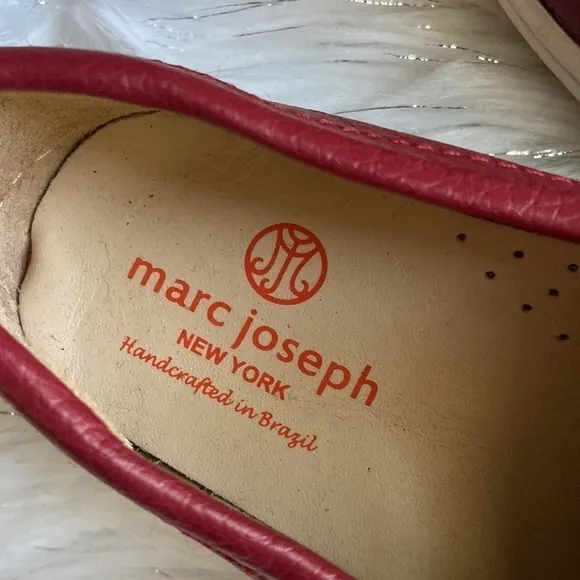 marc joseph
NEW YORK
Handcrafted in Brazil